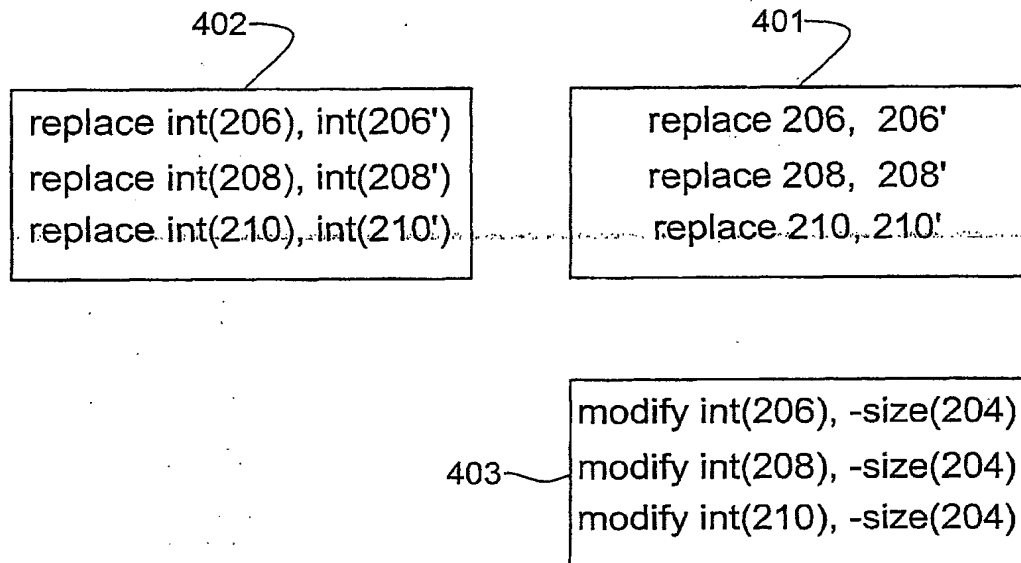 402
replace int(206), int(206')
replace int(208), int(208')
replace int(210), int(210')
401
replace 206, 206'
replace 208, 208'
replace 210, 210'
403
modify int(206), -size(204)
modify int(208), -size(204)
modify int(210), -size(204)